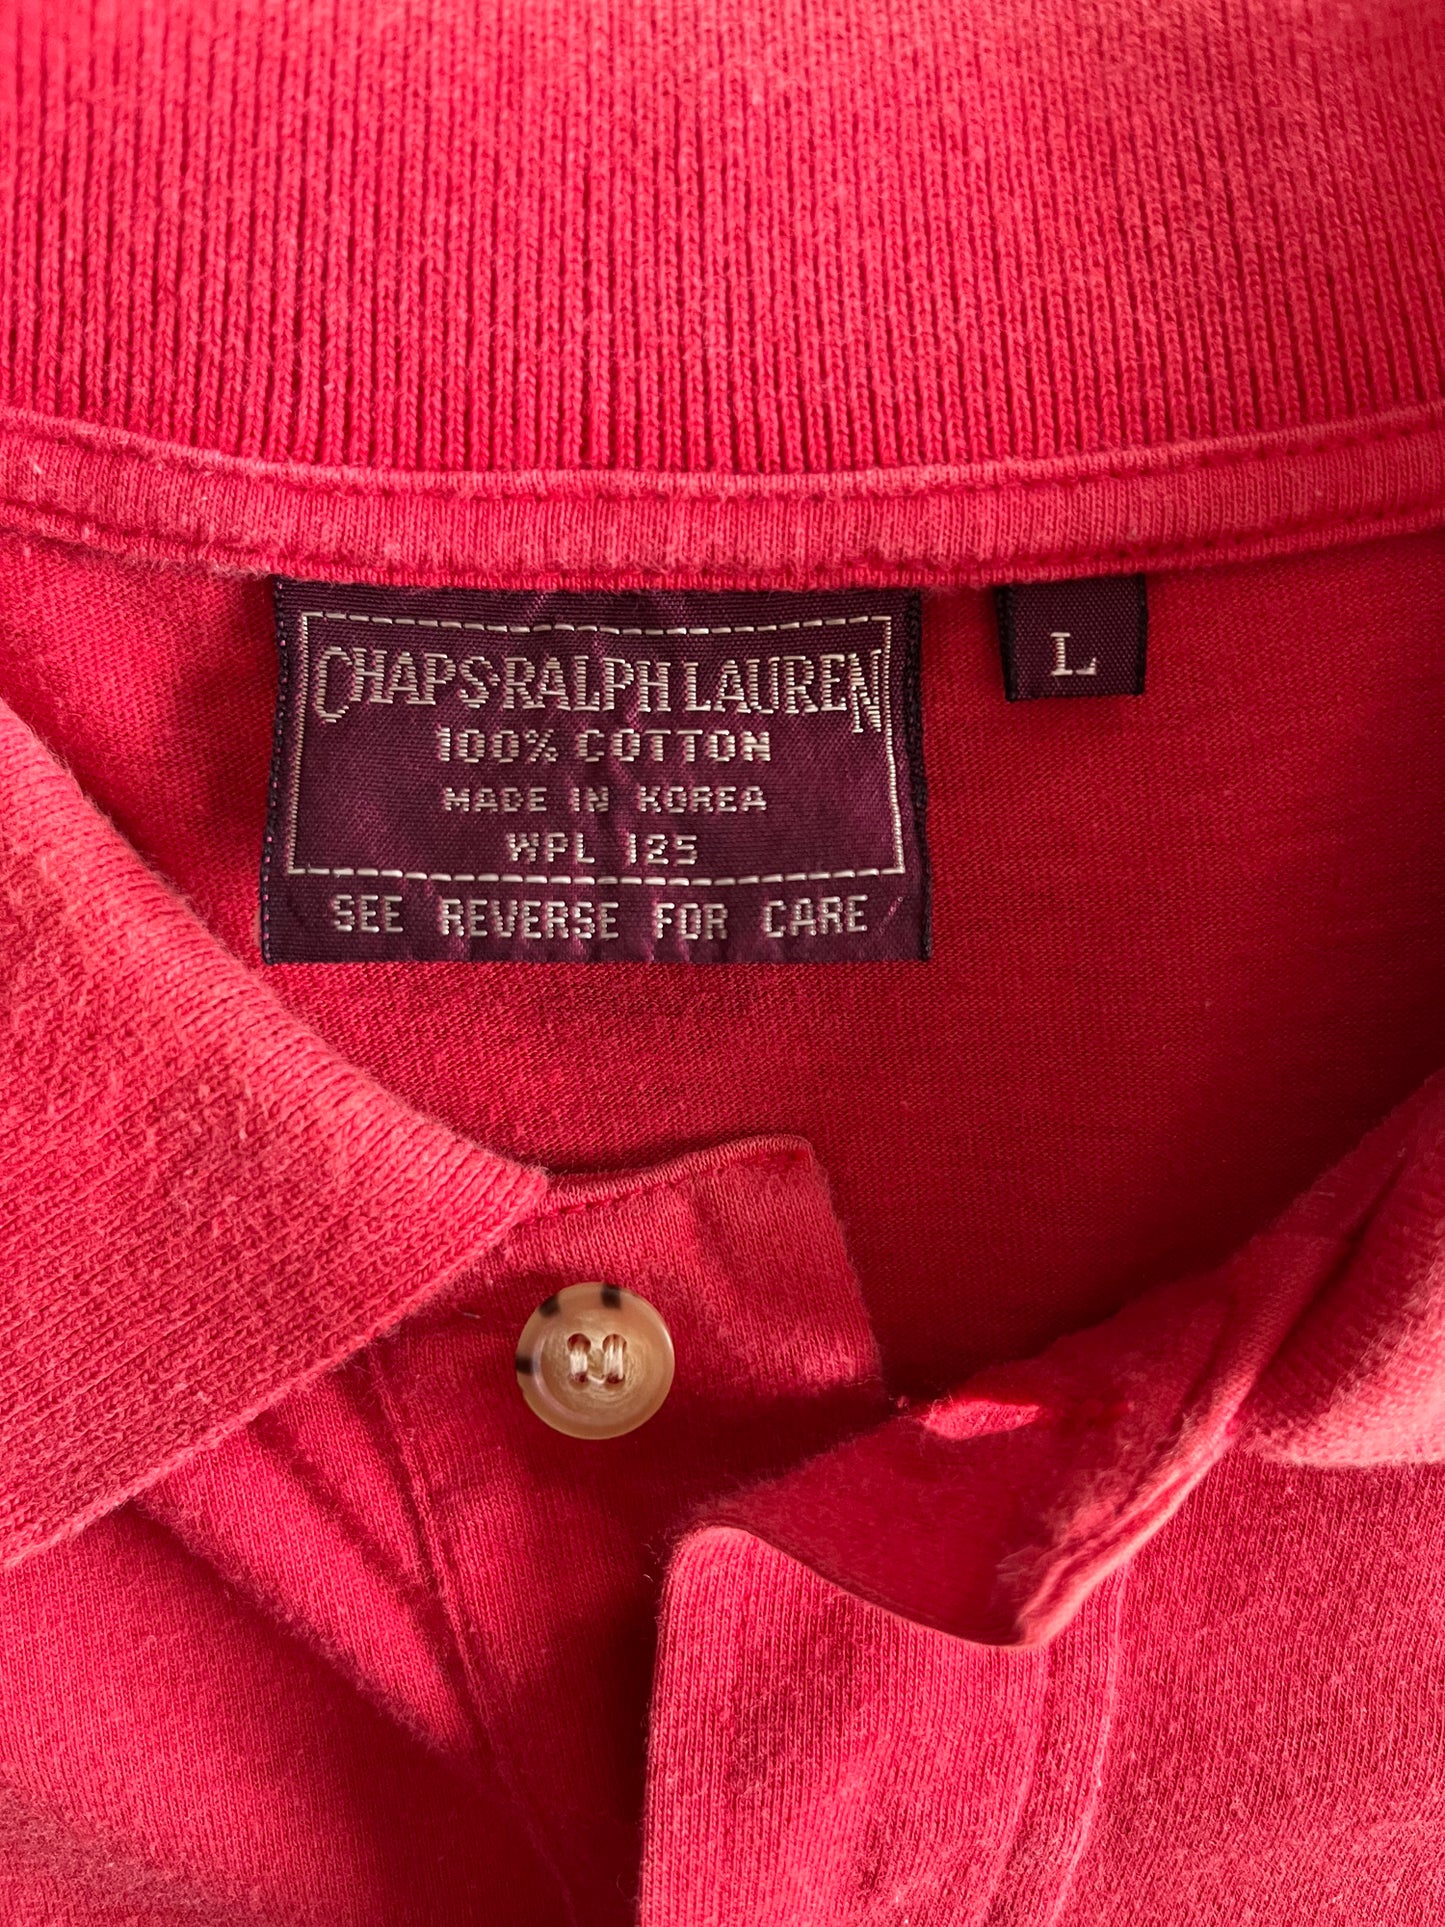 CHAPS·RALPH LAUREN
100% COTTON
MADE IN KOREA
WPL 125
SEE REVERSE FOR CARE
L